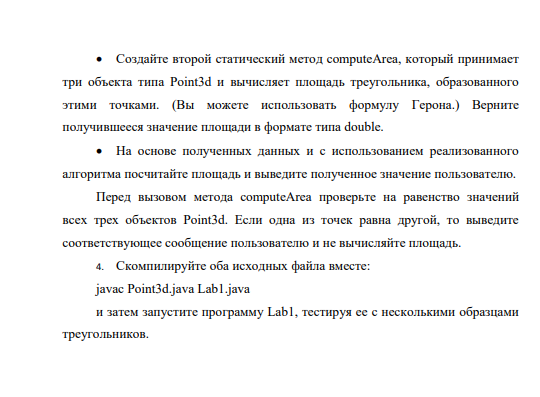 • Создайте второй статический метод computeArea, который принимает
три объекта типа Point3d и вычисляет площадь треугольника, образованного
этими точками. (Вы можете использовать формулу Герона.) Верните
получившееся значение площади в формате типа double.
• На основе полученных данных и с использованием реализованного
алгоритма посчитайте площадь и выведите полученное значение пользователю.
Перед вызовом метода computeArea проверьте на равенство значений
всех трех объектов Point3d. Если одна из точек равна другой, то выведите
соответствующее сообщение пользователю и не вычисляйте площадь.
4. Скомпилируйте оба исходных файла вместе:
javac Point3d.java Lab1.java
и затем запустите программу Lab1, тестируя ее с несколькими образцами
треугольников.